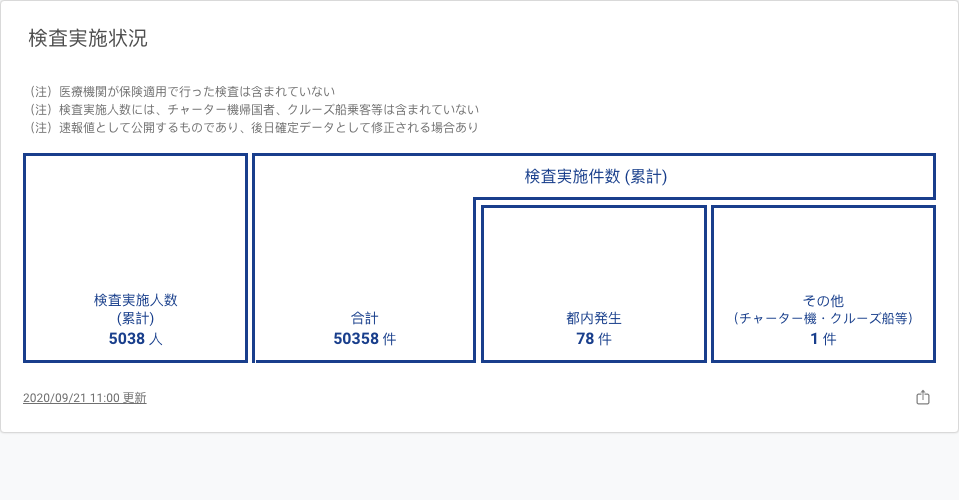 検査実施状況
（注）医療機関が保険適用で行った検査は含まれていない
（注）検査実施人数には、チャーター機帰国者、クルーズ船乗客等は含まれていない
（注）速報値として公開するものであり、後日確定データとして修正される場合あり
検査実施人数
(累計)
5038 人
検査実施件数 (累計)
合計
50358 件
都内発生
78 件
その他
（チャーター機・クルーズ船等）
1 件
2020/09/21 11:00 更新